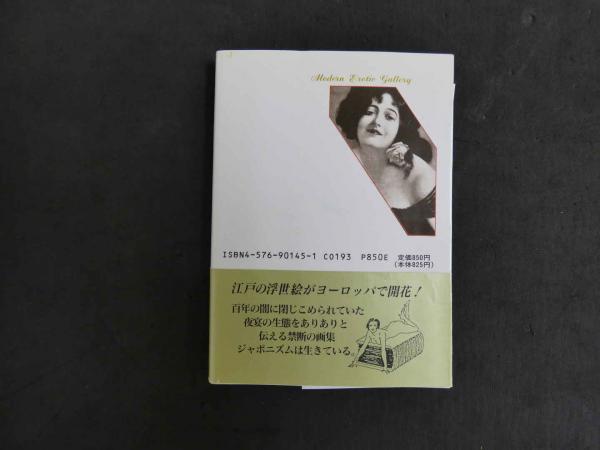 Modern Erotic Gallery
ISBN4-576-90145-1 C0193 P850E 定価850円
(本体825円)
江戸の浮世絵がヨーロッパで開花!
百年の闇に閉じこめられていた
夜宴の生態をありありと
伝える禁断の画集
ジャポニズムは生きている。